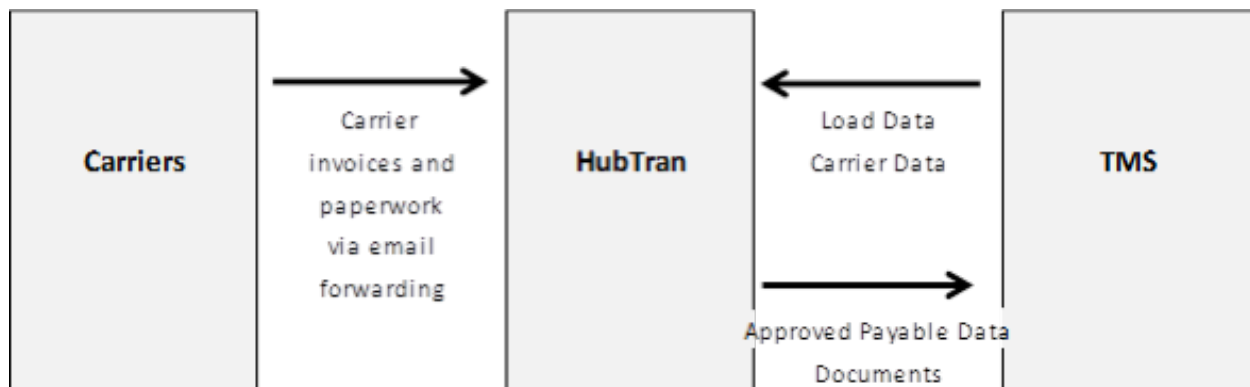 Carriers
Carrier
invoices and
paperwork
via email
forwarding
HubTran
Load Data
Carrier Data
Approved Payable Data
Documents
TMS